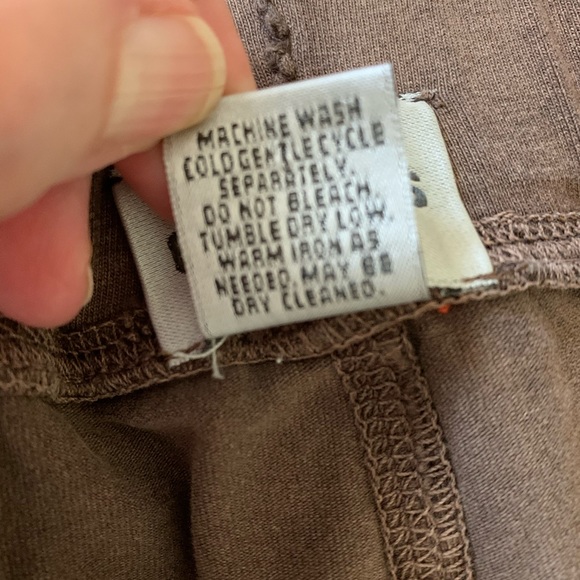 MACHINE WASH
COLD GENTLE CYCLE
SEPARATELY.
DO NOT BLEACH.
TUMBLE DRY LOW.
WARM IRON AS
NEEDED. MAY BE
DRY CLEANED.